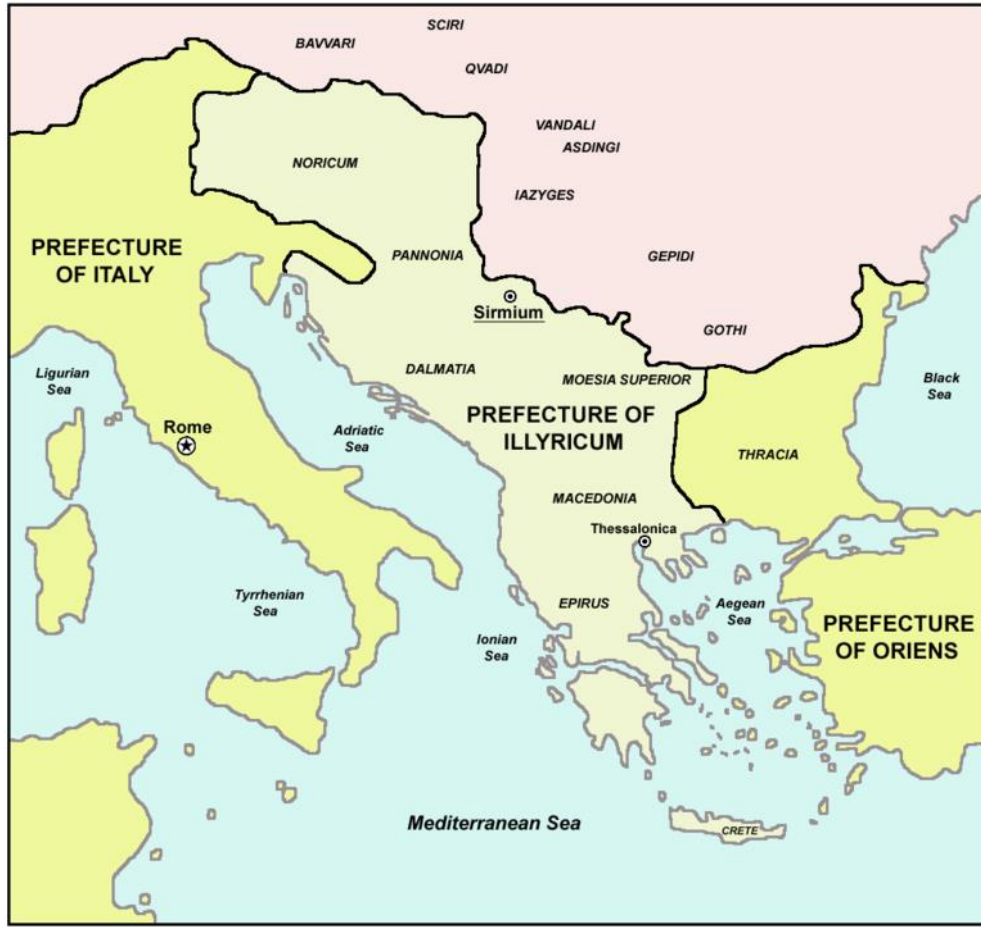 SCIRI
BAVVARI
QVADI
VANDALI
ASDINGI
NORICUM
IAZYGES
PREFECTURE
OF ITALY
PANNONIA
GEPIDI
Sirmium
GOTHI
Ligurian
Sea
DALMATIA
MOESIA SUPERIOR
Black
Sea
PREFECTURE OF
ILLYRICUM
Rome
Adriatic
Sea
THRACIA
MACEDONIA
Thessalonica
Tyrrhenian
Sea
EPIRUS
Aegean
Sea
Ionian
Sea
PREFECTURE
OF ORIENS
Mediterranean Sea
CRETE